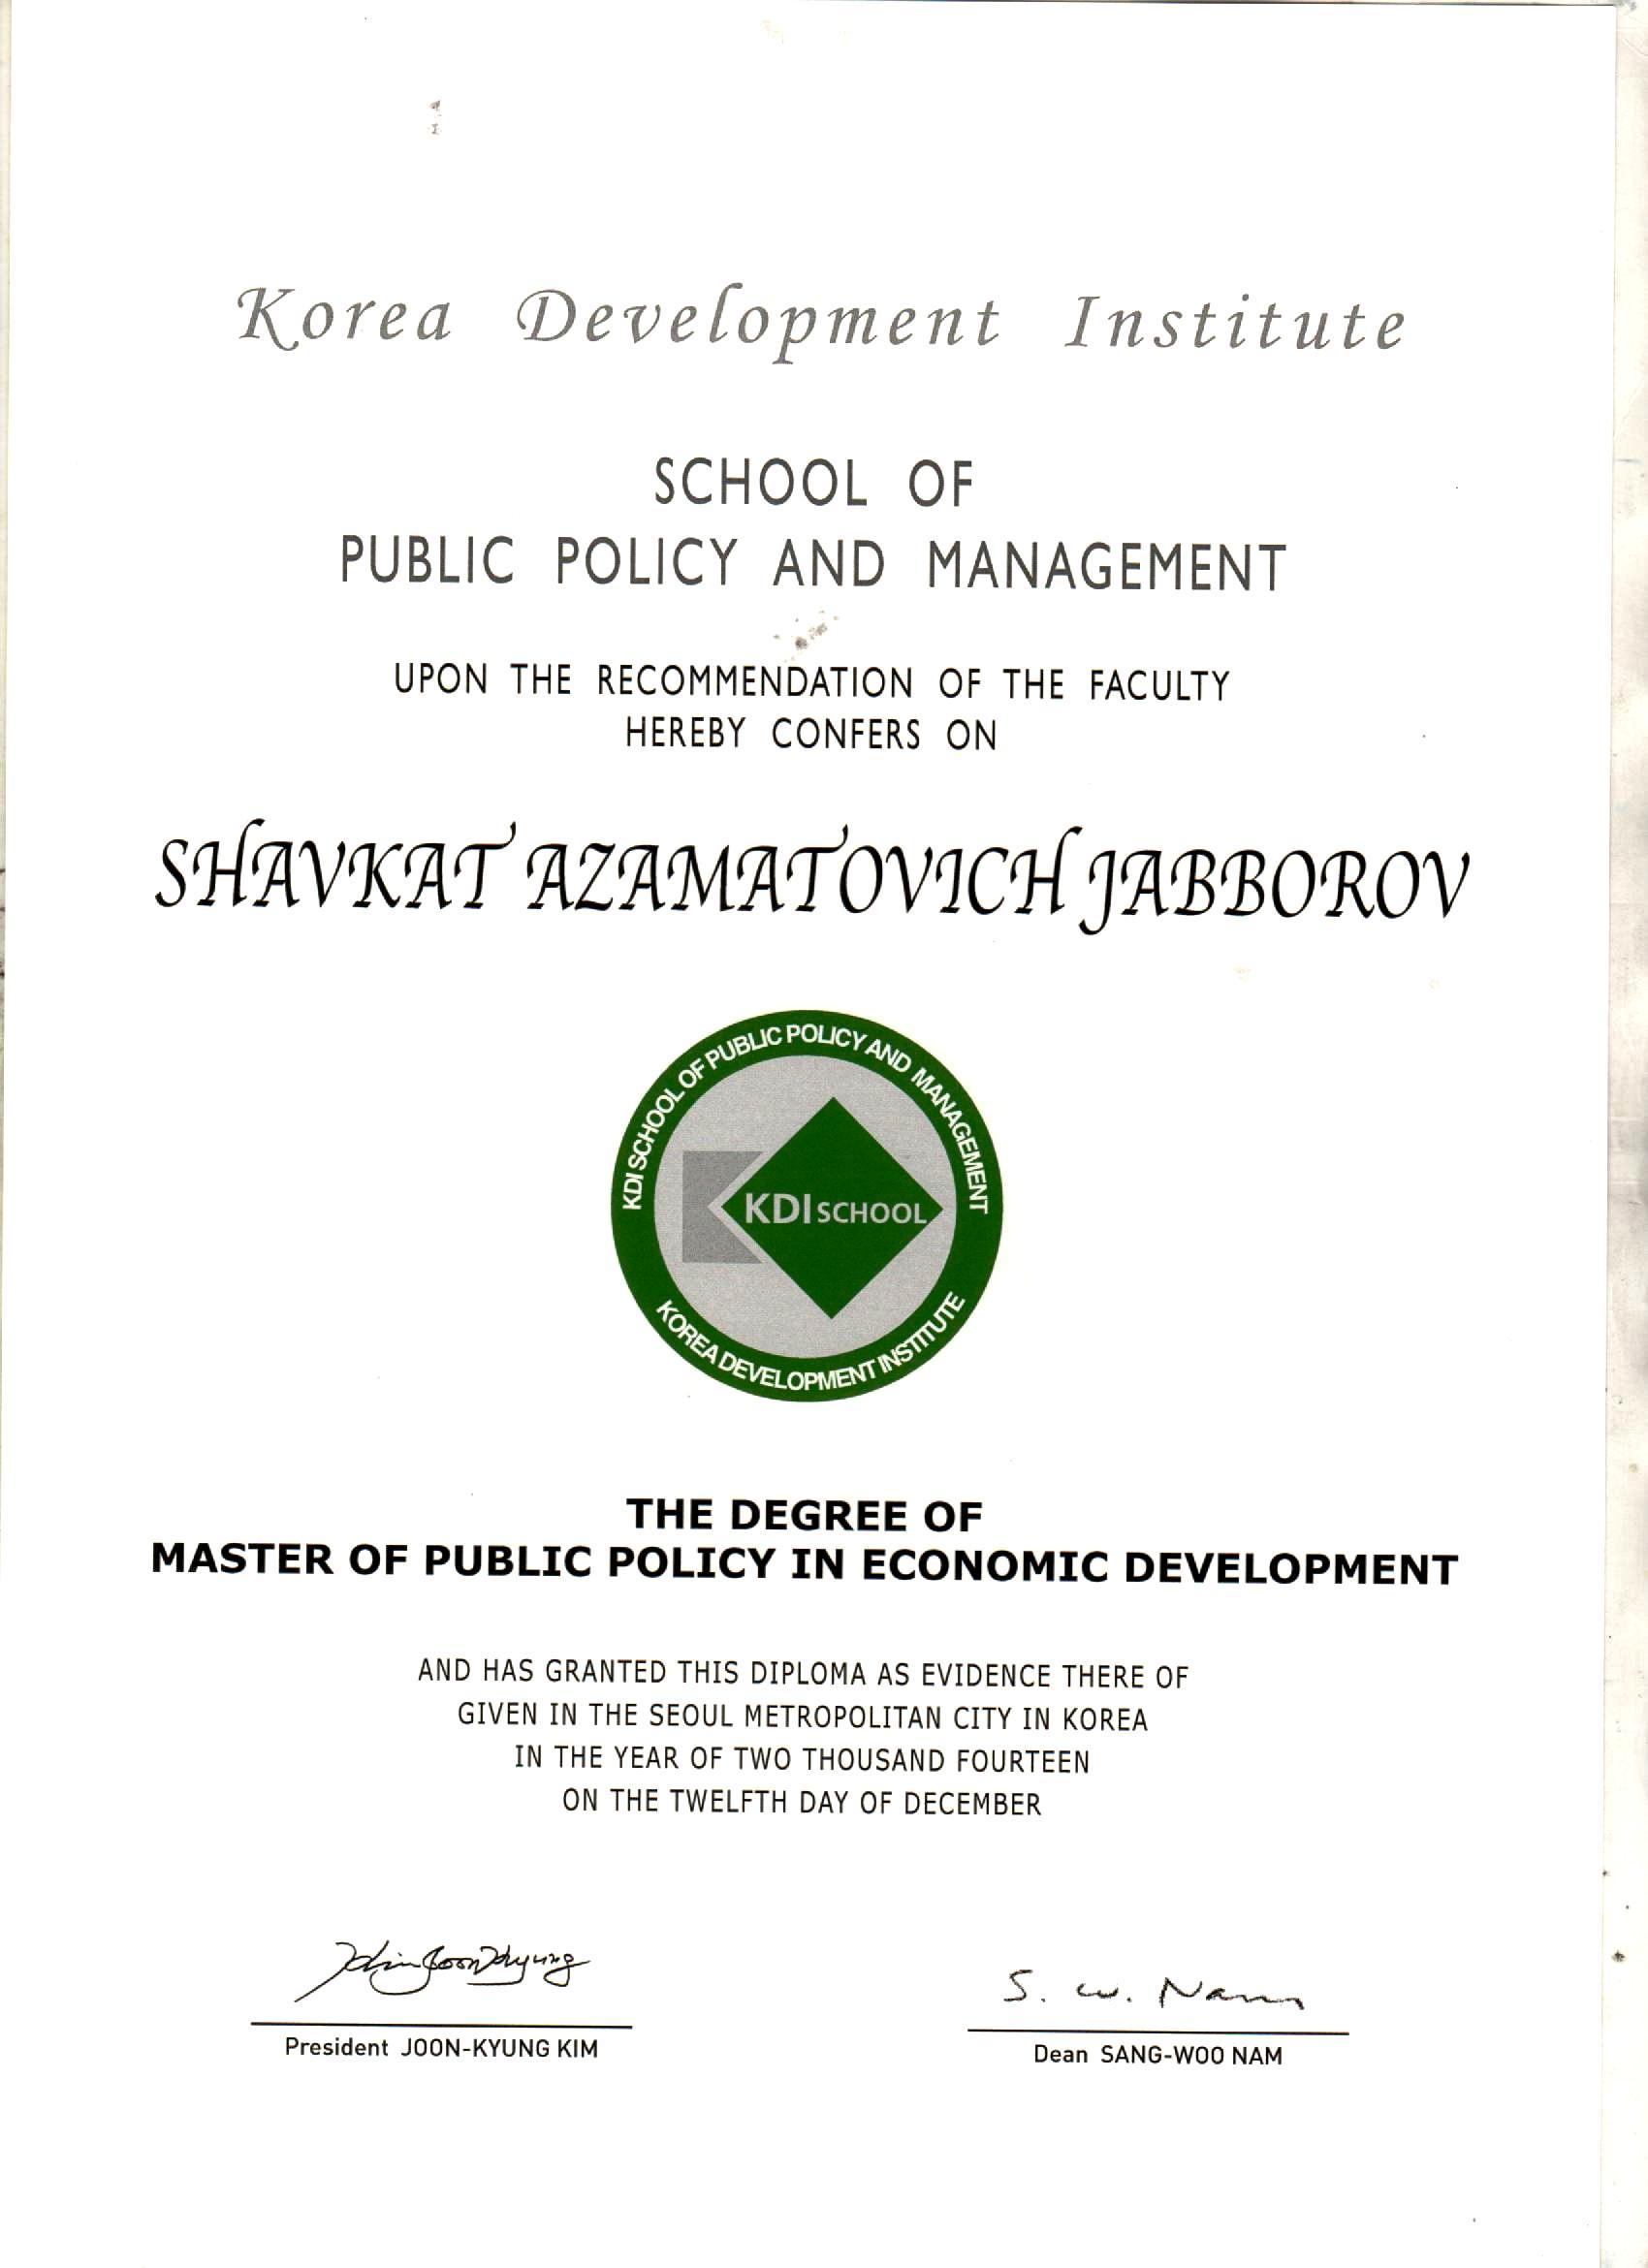 Korea Development Institute
SCHOOL OF
PUBLIC POLICY AND MANAGEMENT
UPON THE RECOMMENDATION OF THE FACULTY
HEREBY CONFERS ON
SHAVKAT AZAMATOVICH JABBOROV
KDI SCHOOL OF PUBLIC POLICY AND MANAGEMENT
KDI SCHOOL
KOREA DEVELOPMENT INSTITUTE
THE DEGREE OF
MASTER OF PUBLIC POLICY IN ECONOMIC DEVELOPMENT
AND HAS GRANTED THIS DIPLOMA AS EVIDENCE THERE OF
GIVEN IN THE SEOUL METROPOLITAN CITY IN KOREA
IN THE YEAR OF TWO THOUSAND FOURTEEN
ON THE TWELFTH DAY OF DECEMBER
S. W. Nam
President JOON-KYUNG KIM
Dean SANG-WOO NAM